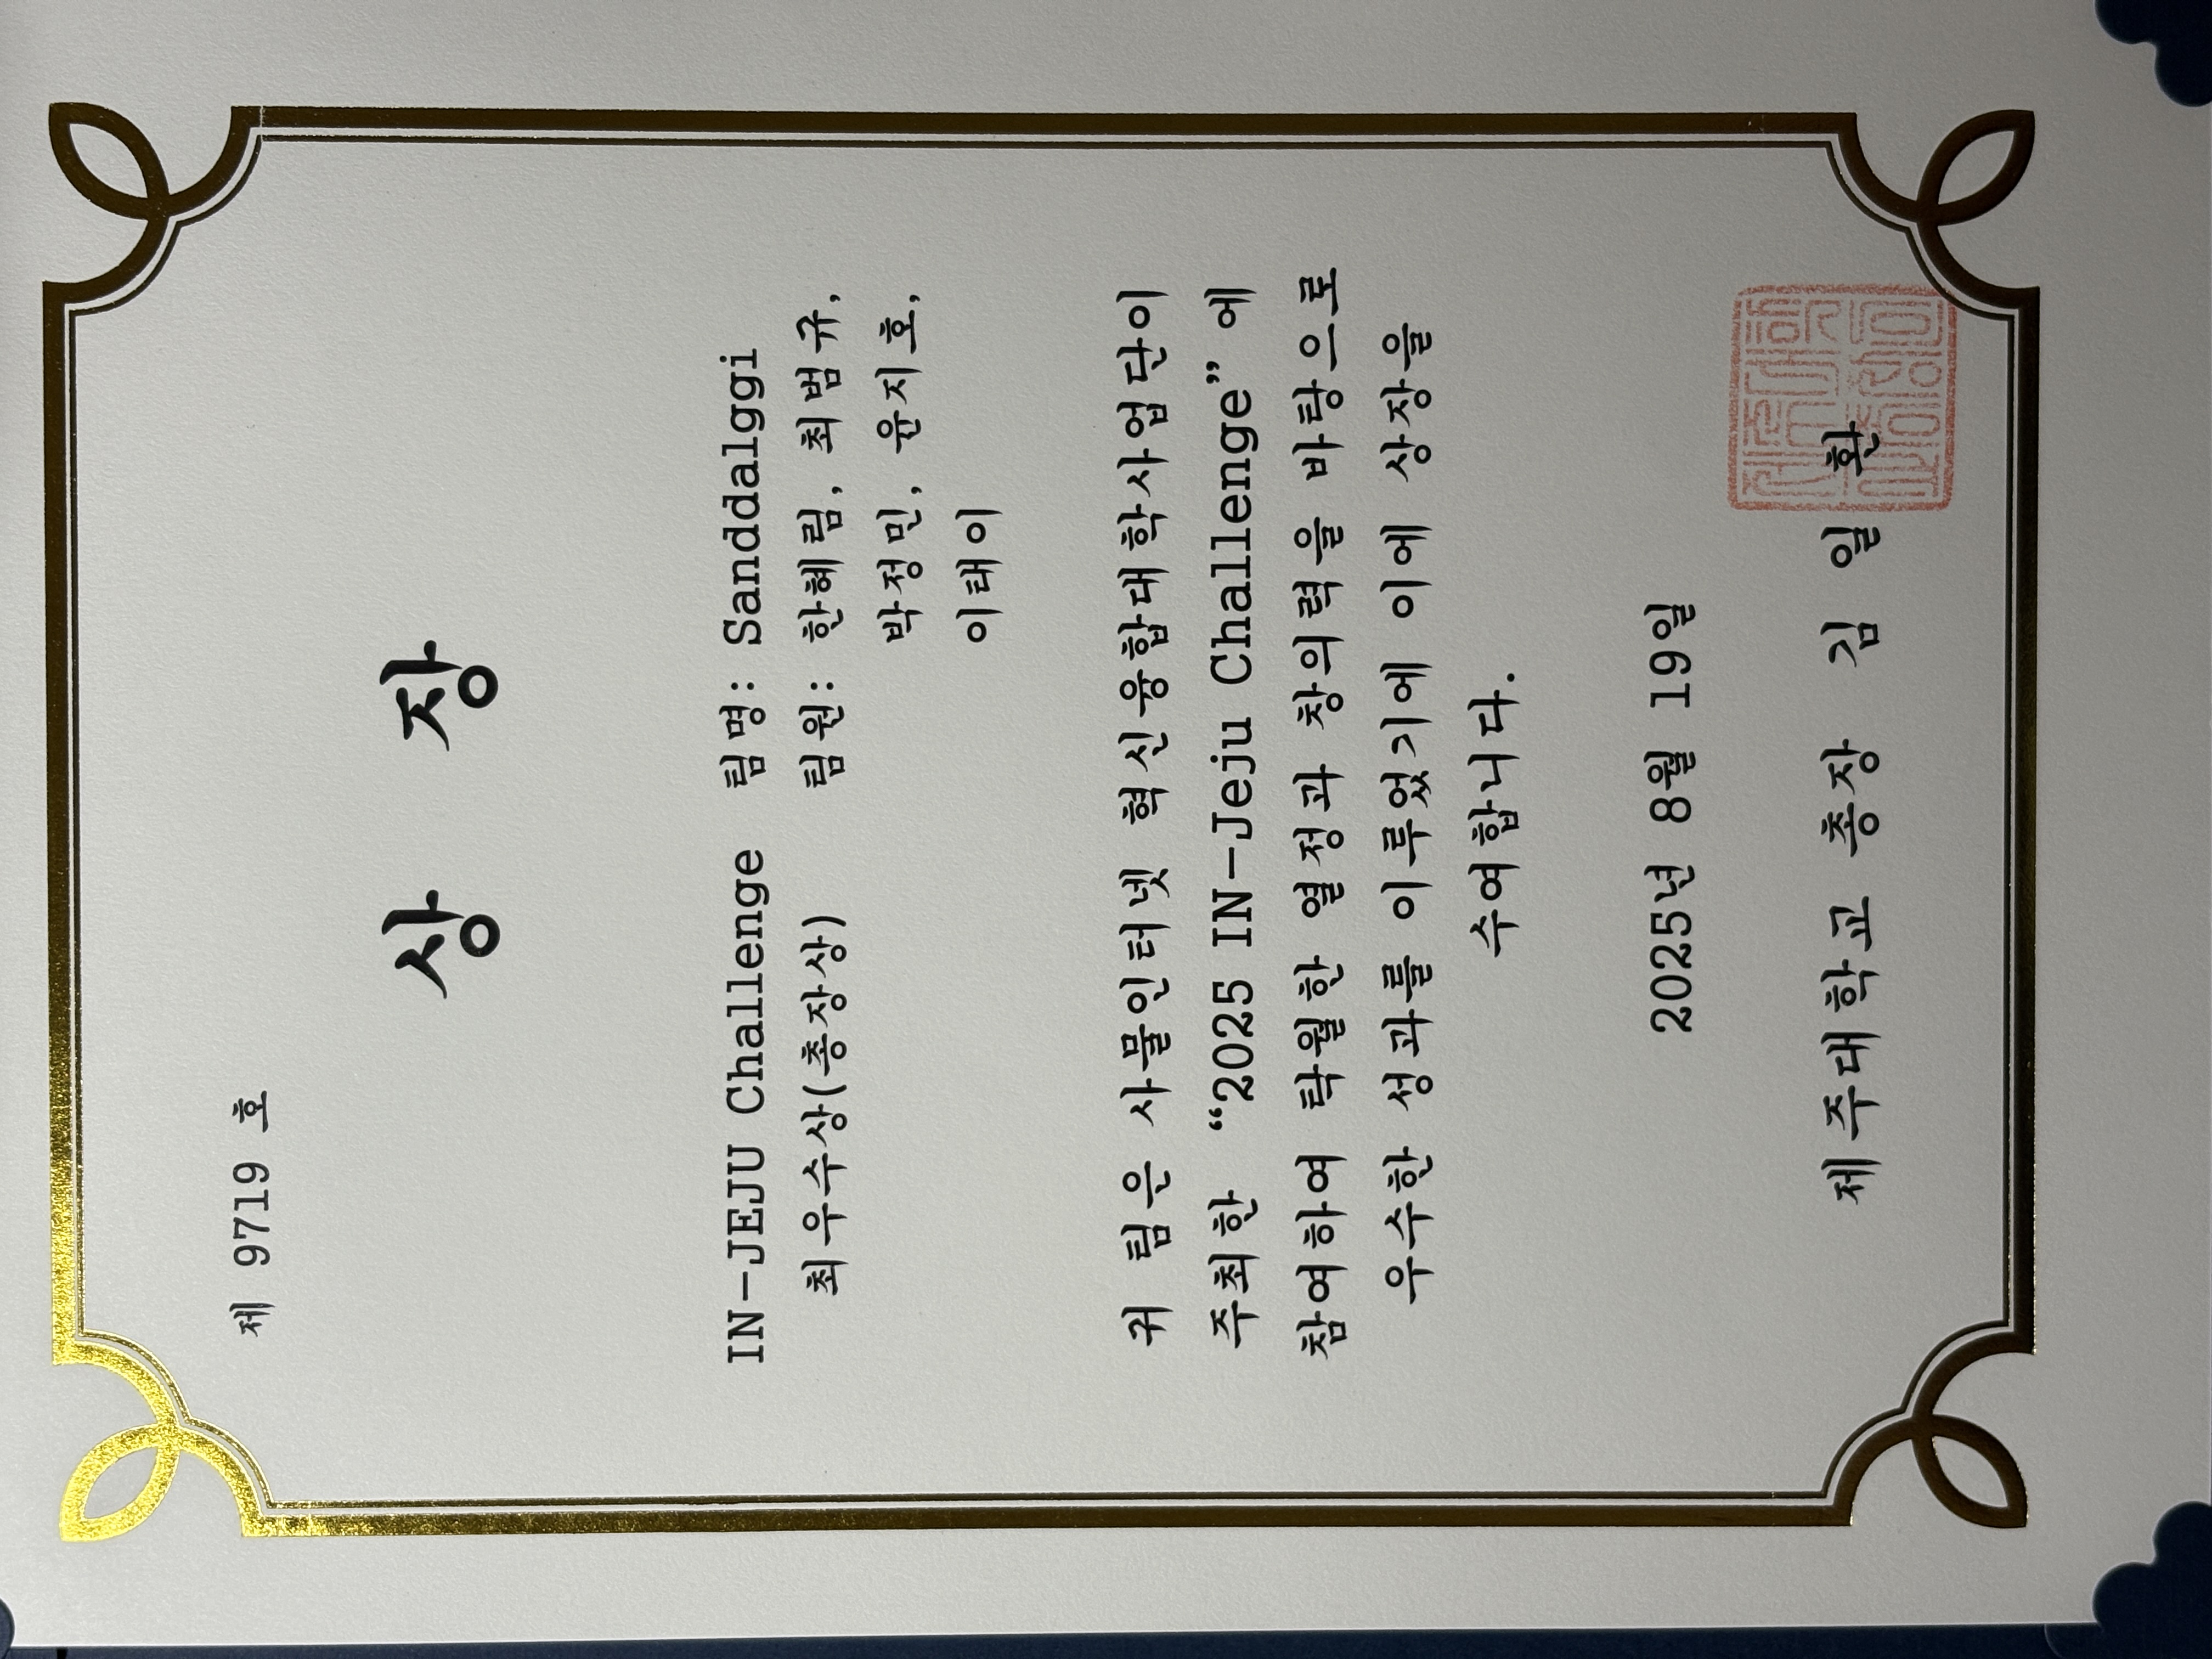 제 9719 호
상 장
IN-JEJU Challenge 팀명: Sanddalggi
최우수상(총장상) 팀원: 한혜림, 최범규,
박정민, 윤지호,
이태이
귀 팀은 사물인터넷 혁신융합대학사업단이
주최한 “2025 IN-Jeju Challenge” 에
참여하여 탁월한 열정과 창의력을 바탕으로
우수한 성과를 이루었기에 이에 상장을
수여합니다.
2025년 8월 19일
제주대학교 총장 김 일 환
제주대학
교총장인